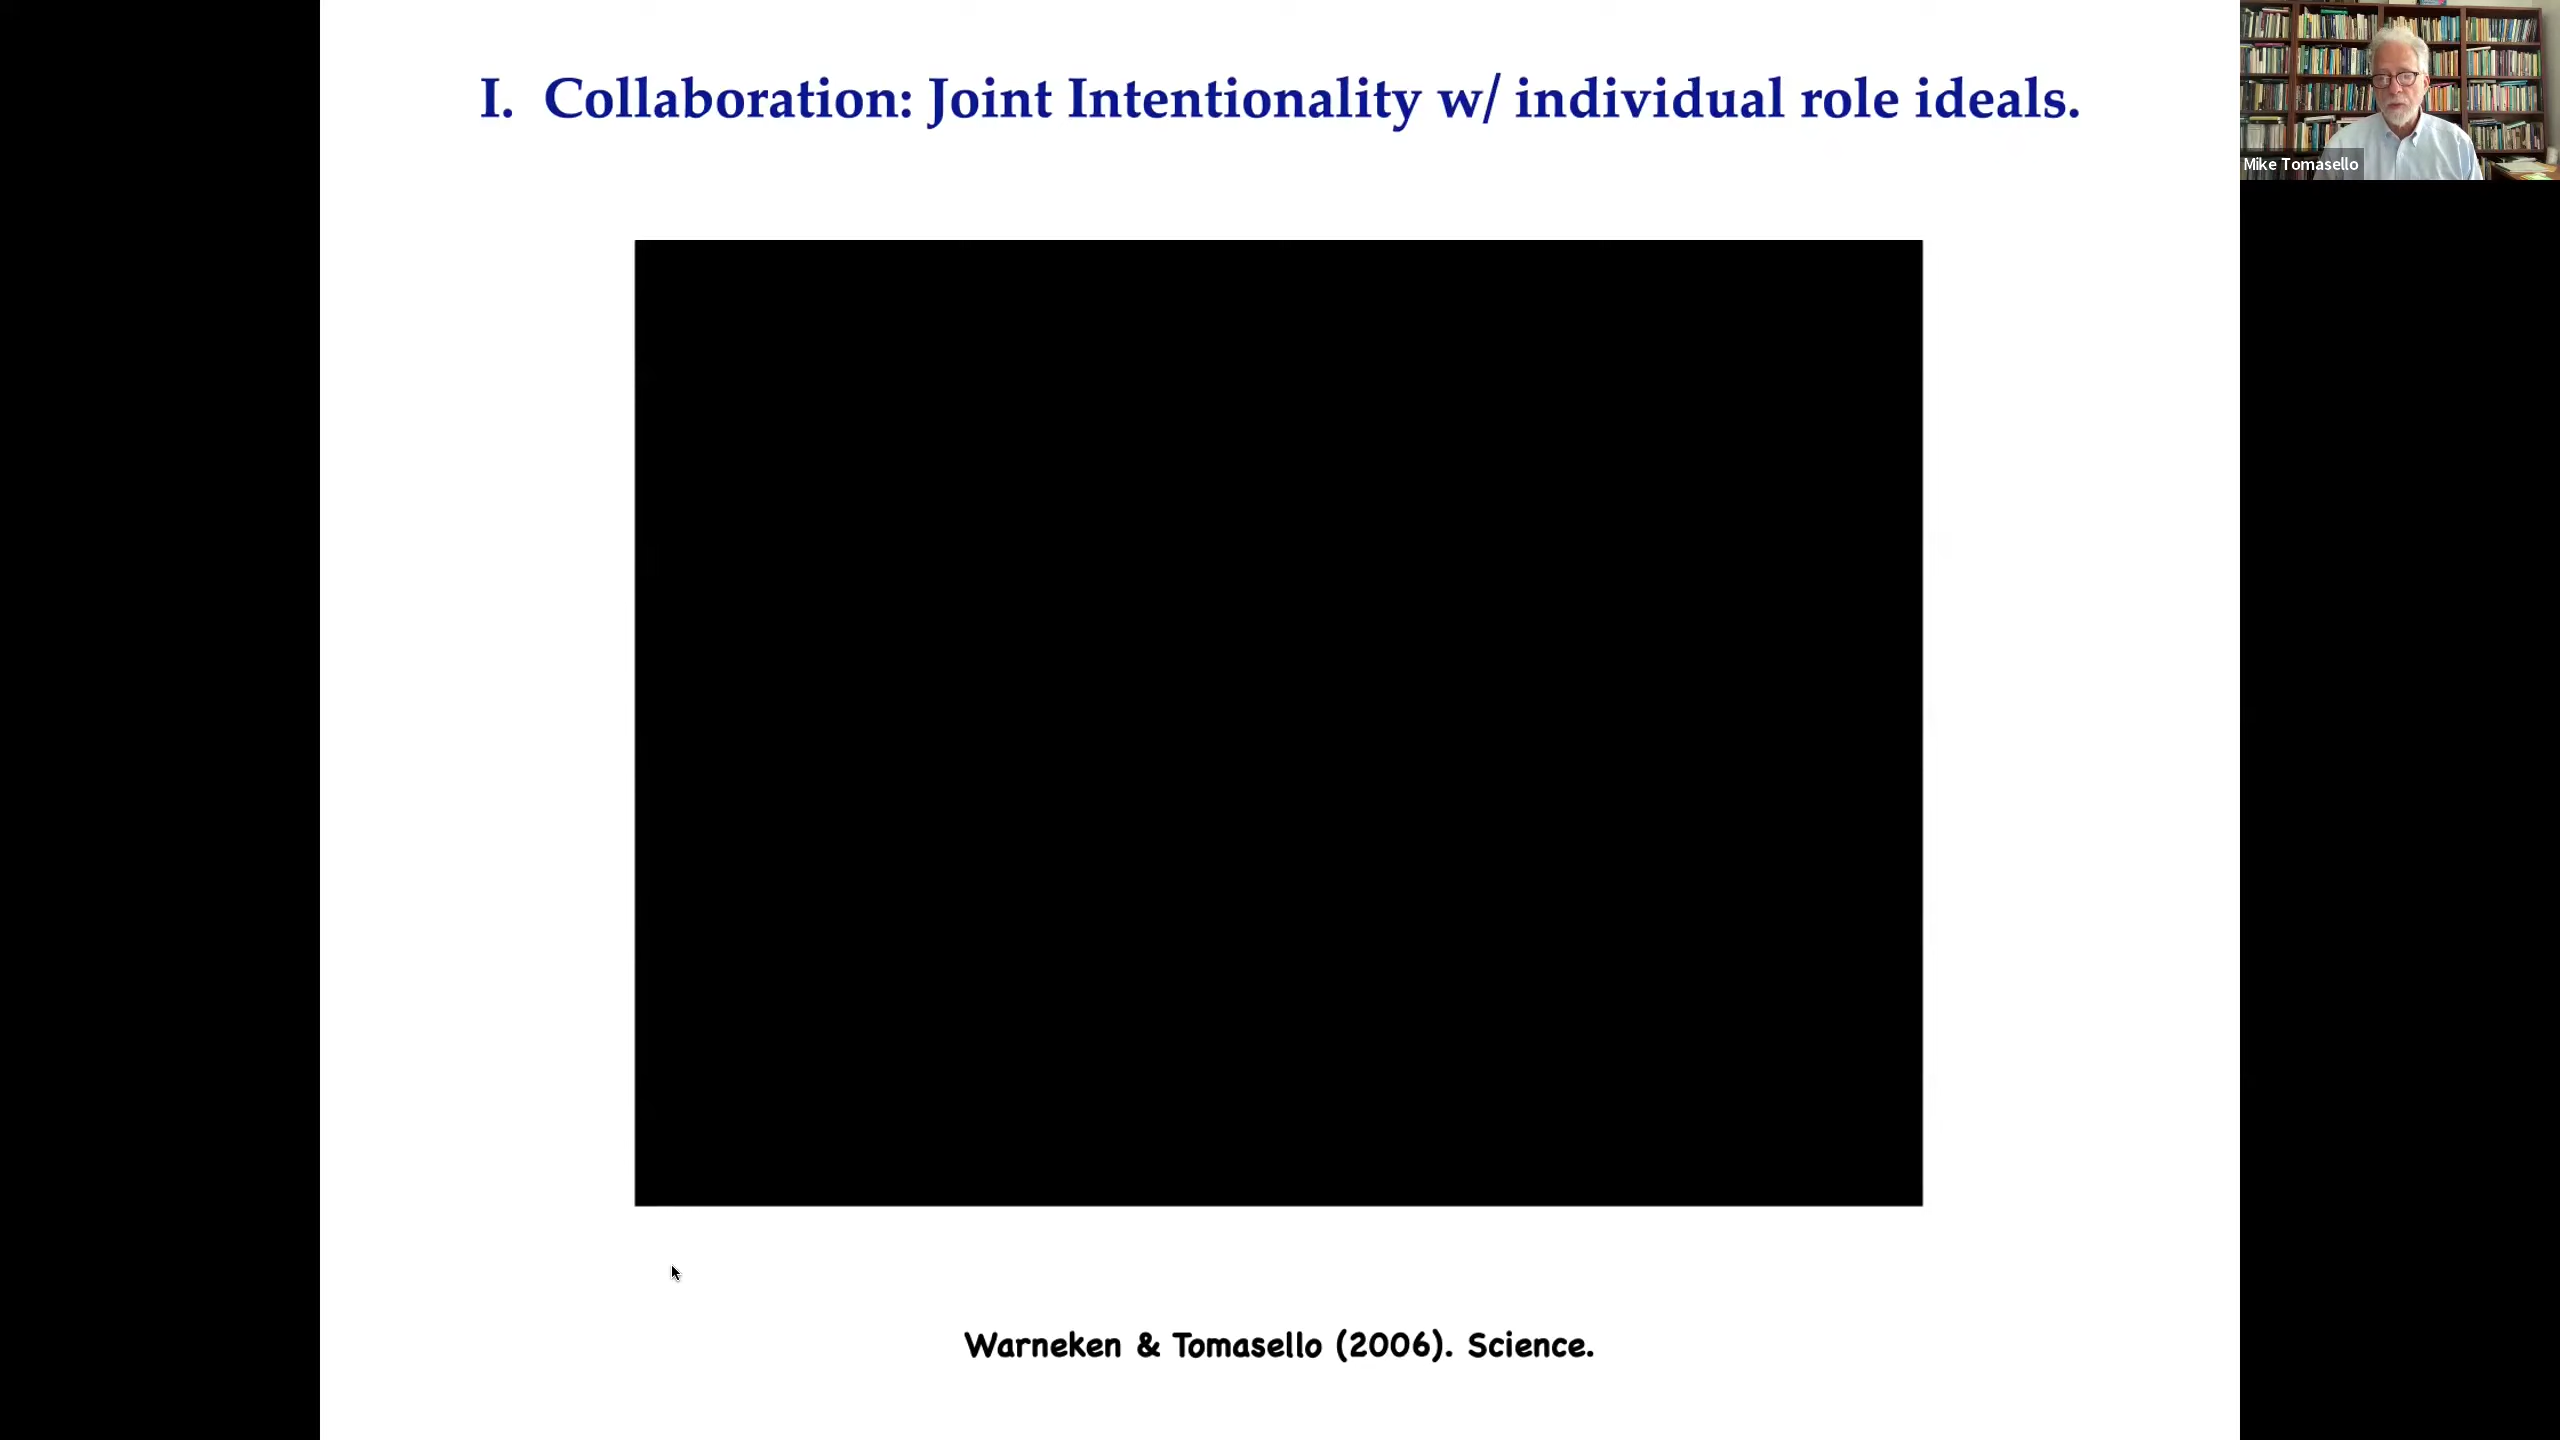 I. Collaboration: Joint Intentionality w/ individual role ideals.
Mike Tomasello
Warneken & Tomasello (2006). Science.